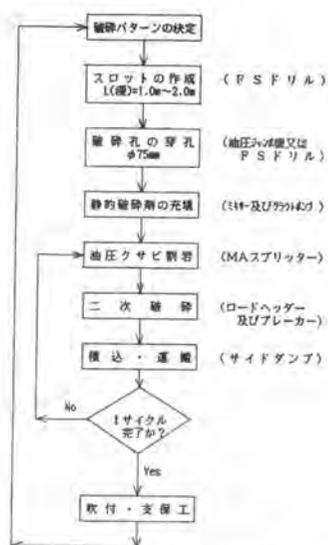 破砕パターンの決定
スロットの作成
L(深)=1.0m~2.0m
(FSドリル)
破砕孔の穿孔
φ75mm
(油圧ジャンボ又は
FSドリル)
静的破砕剤の充填
(ミキサー及びグラウトポンプ)
油圧クサビ割岩
(MAスプリッター)
二次破砕
(ロードヘッダー
及びブレーカー)
積込・運搬
(サイドダンプ)
No
1サイクル
完了か?
Yes
吹付・支保工